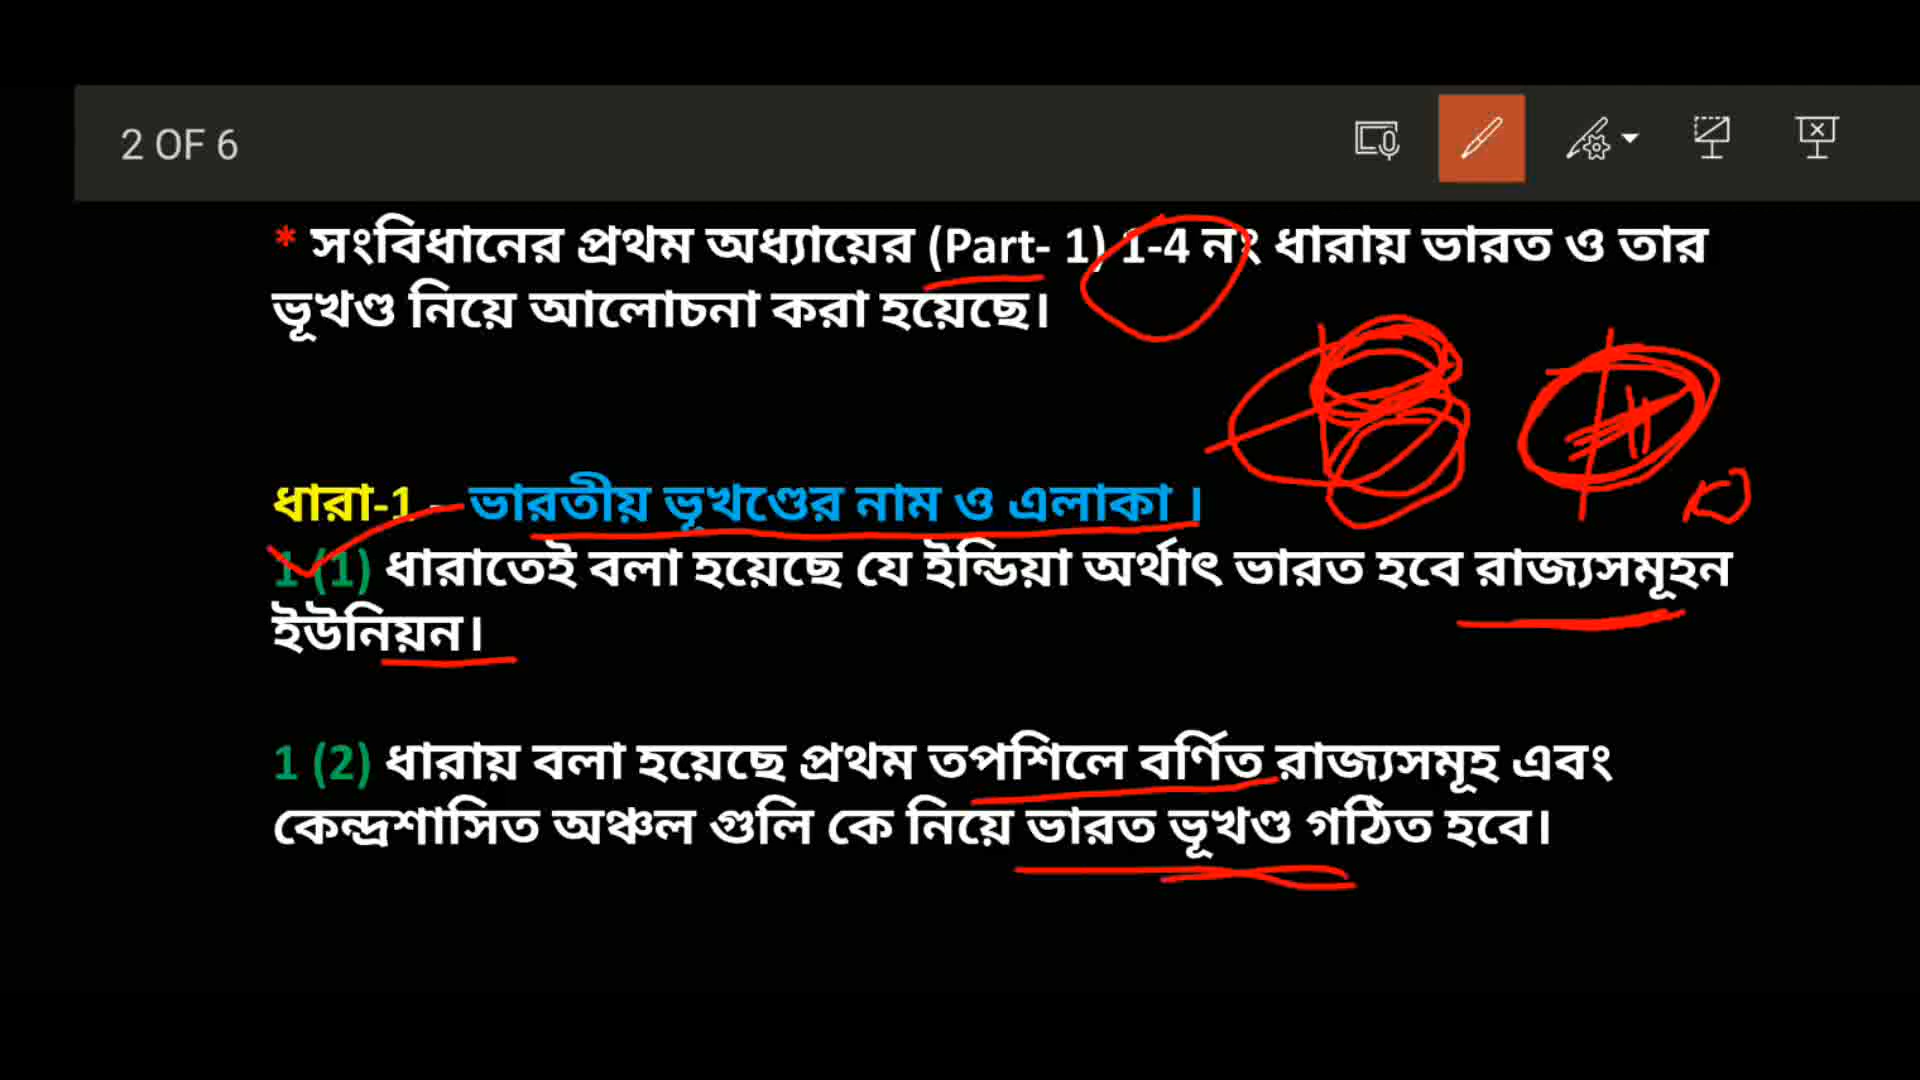 2 OF 6
* সংবিধানের প্রথম অধ্যায়ের (Part- 1) 1-4 নং ধারায় ভারত ও তার
ভূখণ্ড নিয়ে আলোচনা করা হয়েছে।
ধারা-1 - ভারতীয় ভূখণ্ডের নাম ও এলাকা ।
1 (1) ধারাতেই বলা হয়েছে যে ইন্ডিয়া অর্থাৎ ভারত হবে রাজ্যসমূহন
ইউনিয়ন।
1 (2) ধারায় বলা হয়েছে প্রথম তপশিলে বর্ণিত রাজ্যসমূহ এবং
কেন্দ্রশাসিত অঞ্চল গুলি কে নিয়ে ভারত ভূখণ্ড গঠিত হবে।